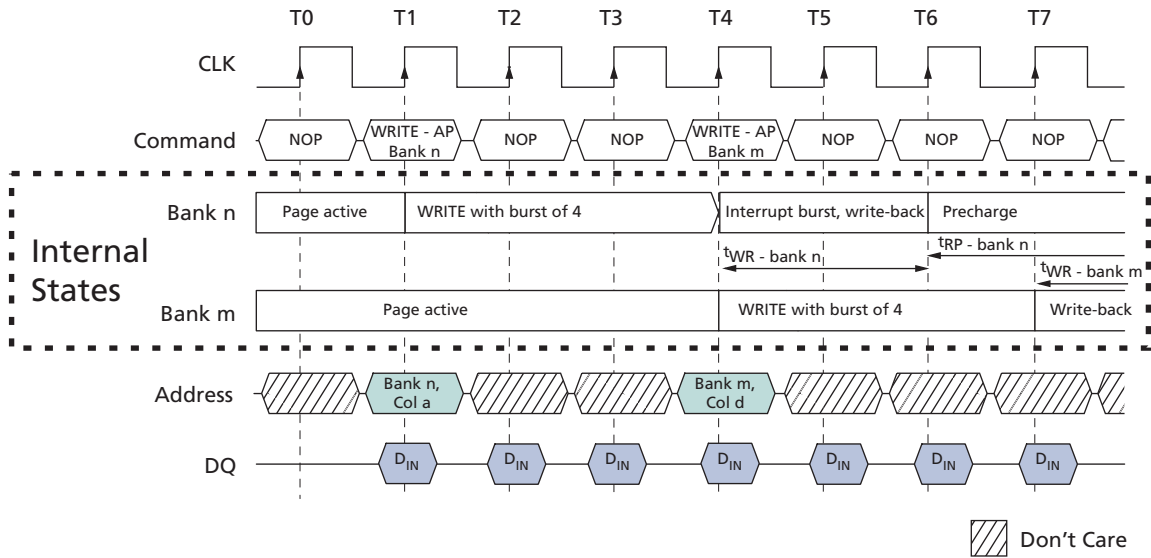 T0 T1 T2 T3 T4 T5 T6 T7
CLK
Command NOP WRITE - AP Bank n NOP NOP WRITE - AP Bank m NOP NOP NOP
Internal States
Bank n Page active WRITE with burst of 4 Interrupt burst, write-back Precharge
tWR - bank n tRP - bank n
tWR - bank m
Bank m Page active WRITE with burst of 4 Write-back
Address Bank n, Col a Bank m, Col d
DQ DIN DIN DIN DIN DIN DIN DIN
Don't Care